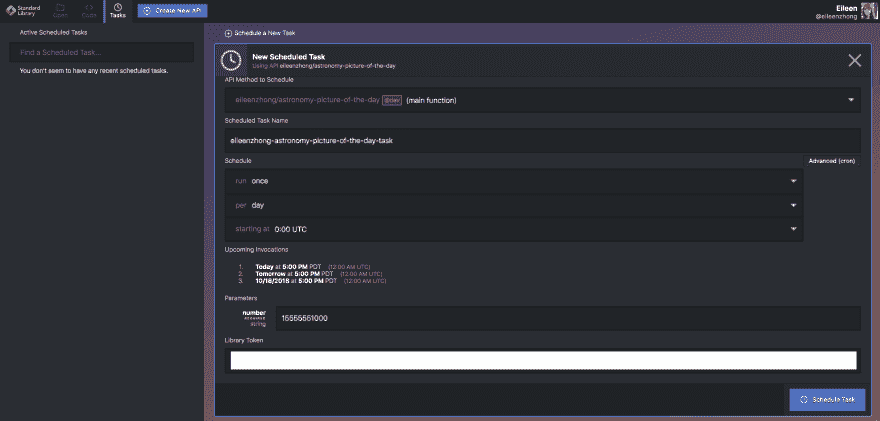 Standard
Library
Code
Tasks
Create New API
Eileen
@eileenzhong
Active Scheduled Tasks
Find a Scheduled Task...
You don't seem to have any recent scheduled tasks.
Schedule a New Task
New Scheduled Task
Using API eileenzhong/astronomy-picture-of-the-day
API Method to Schedule
eileenzhong/astronomy-picture-of-the-day @dev (main function)
Scheduled Task Name
eileenzhong-astronomy-picture-of-the-day-task
Schedule
Advanced (cron)
run once
per day
starting at 0:00 UTC
Upcoming Invocations
1. Today at 5:00 PM PDT (12:00 AM UTC)
2. Tomorrow at 5:00 PM PDT (12:00 AM UTC)
3. 10/18/2018 at 5:00 PM PDT (12:00 AM UTC)
Parameters
number
REQUIRED
string
15555551000
Library Token
Schedule Task